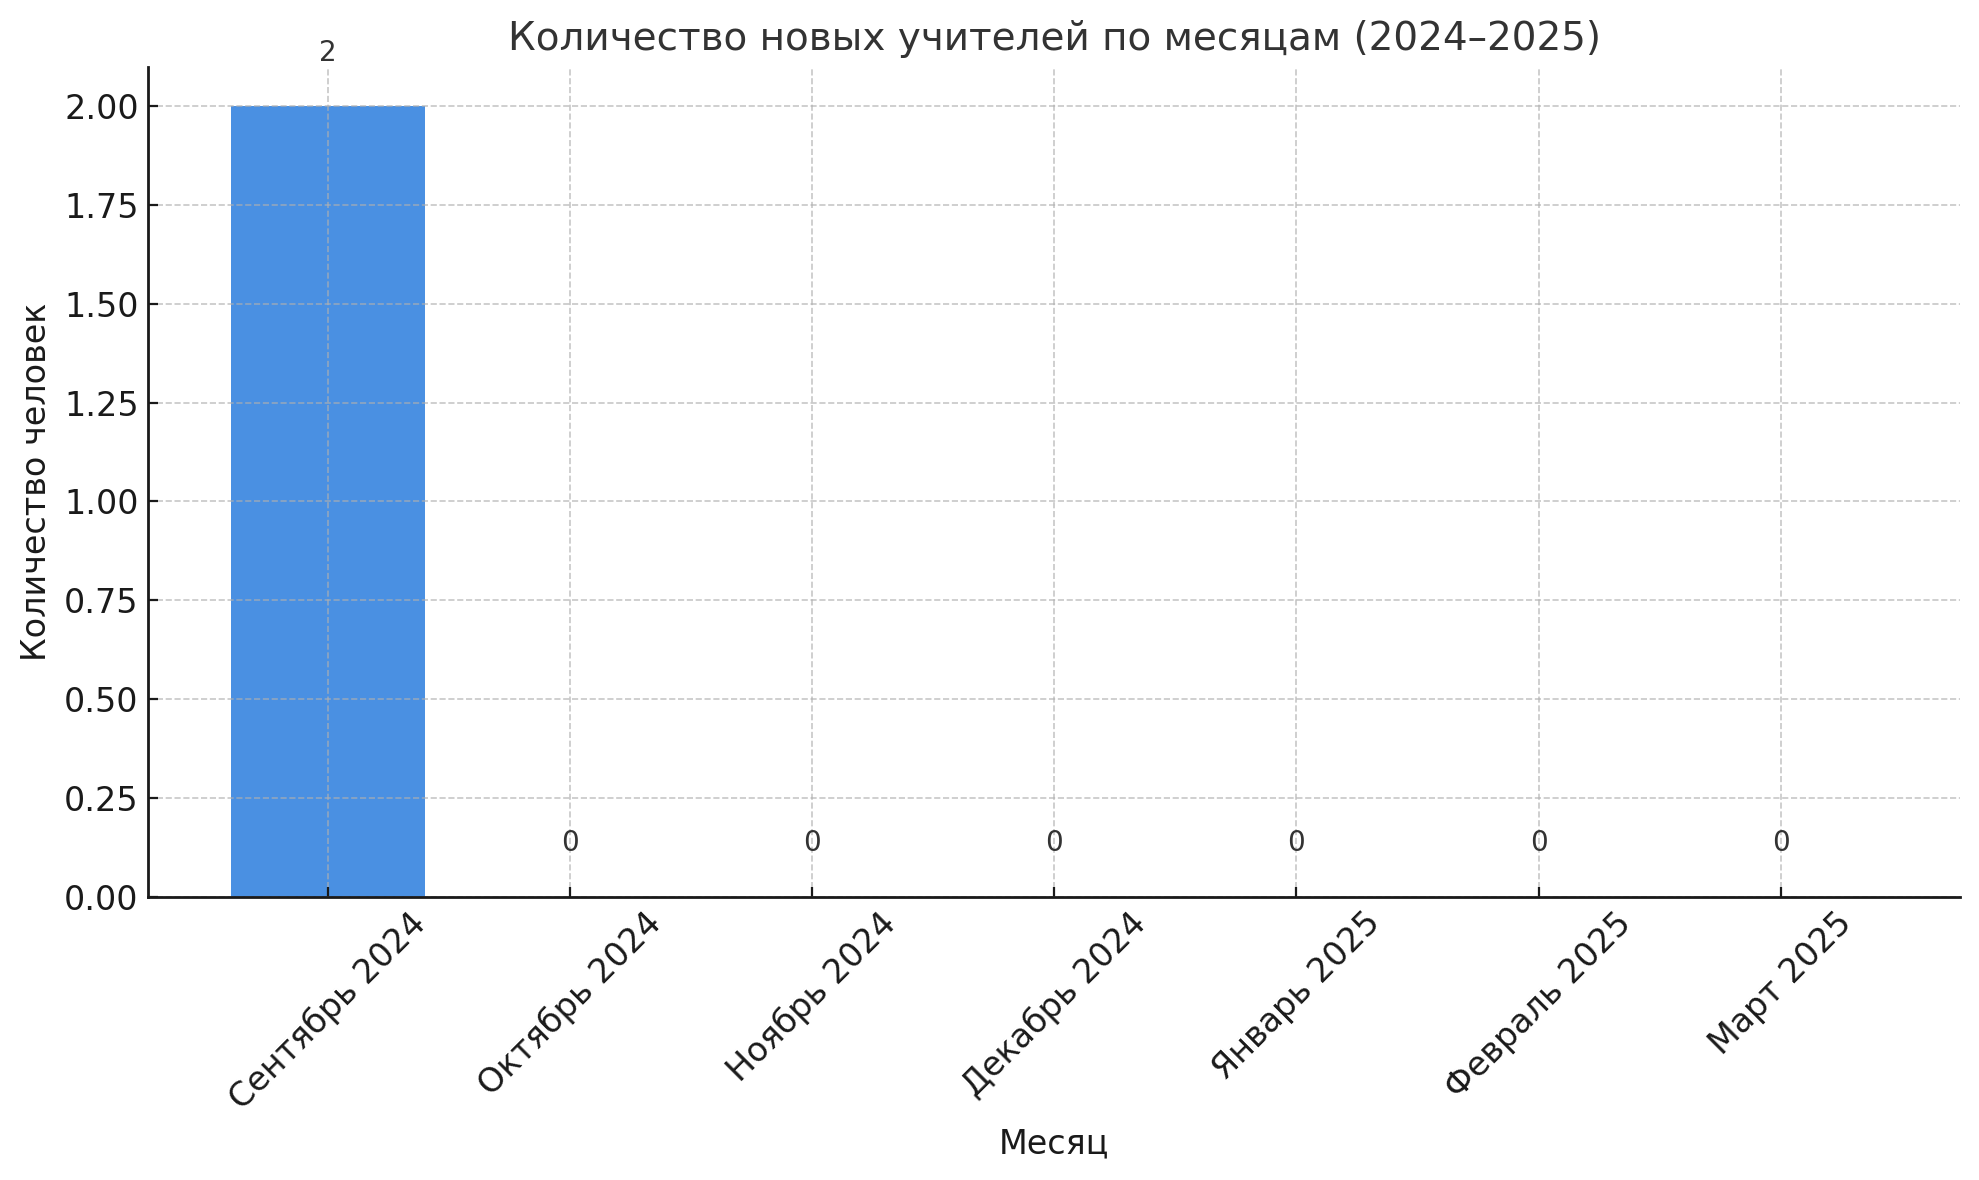 Количество новых учителей по месяцам (2024–2025)
2
2.00
1.75
1.50
1.25
1.00
0.75
0.50
0.25
0.00
Количество человек
0
0
0
0
0
0
Сентябрь 2024
Октябрь 2024
Ноябрь 2024
Декабрь 2024
Январь 2025
Февраль 2025
Март 2025
Месяц